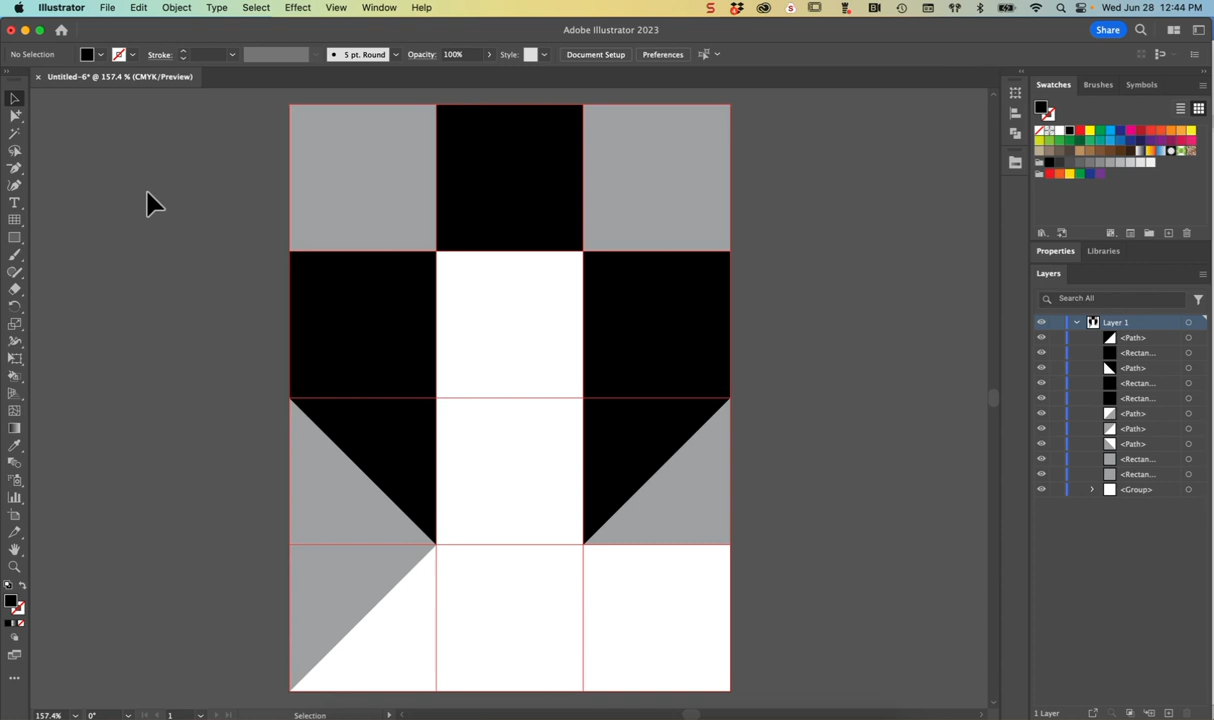 Illustrator File Edit Object Type Select Effect View Window Help
Wed Jun 28 12:44 PM
Adobe Illustrator 2023
Share
No Selection
Stroke:
5 pt. Round
Opacity: 100%
Style:
Document Setup
Preferences
× Untitled-6* @ 157.4 % (CMYK/Preview)
Swatches Brushes Symbols
Properties Libraries
Layers
Search All
Layer 1
<Path>
<Rectan...
<Path>
<Rectan...
<Rectan...
<Path>
<Path>
<Path>
<Rectan...
<Rectan...
<Group>
157.4% 0° 1 Selection
1 Layer